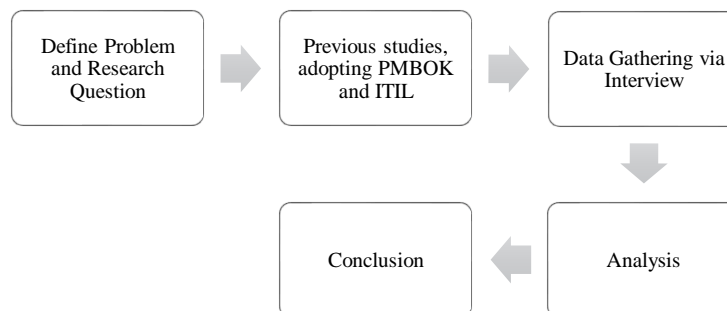 Define Problem
and Research
Question
Previous studies,
adopting PMBOK
and ITIL
Data Gathering via
Interview
Analysis
Conclusion